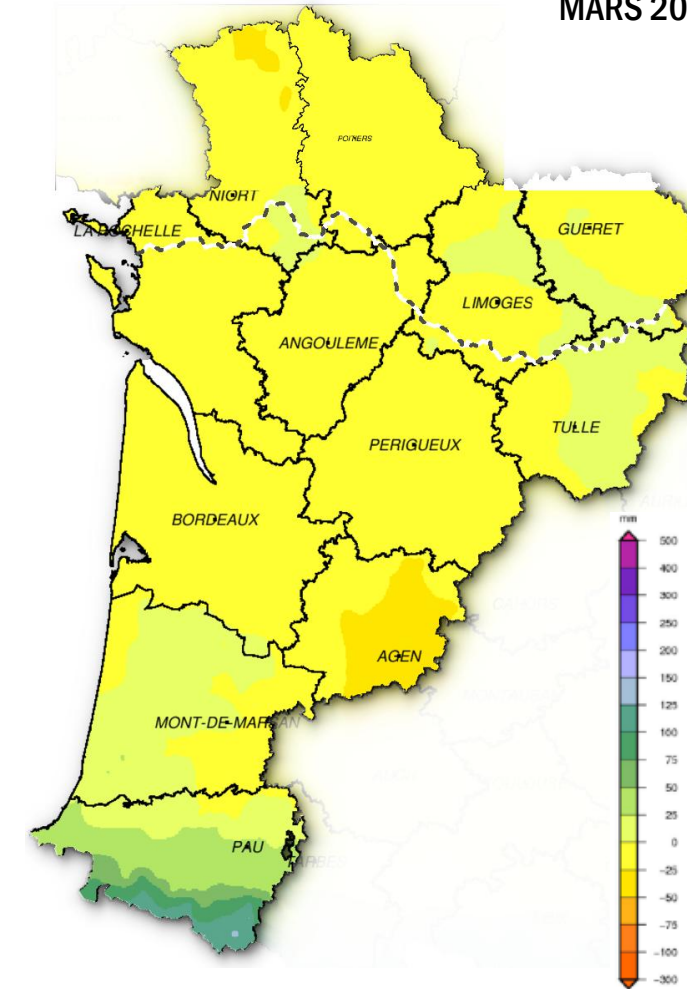 MARS 20
POITIERS
NIORT
LA ROCHELLE
GUERET
LIMOGES
ANGOULEME
TULLE
PERIGUEUX
BORDEAUX
mm
500
400
300
250
200
150
125
100
75
50
25
0
-25
-50
-75
-100
-300
AGEN
MONT-DE-MARSAN
PAU
TARBES